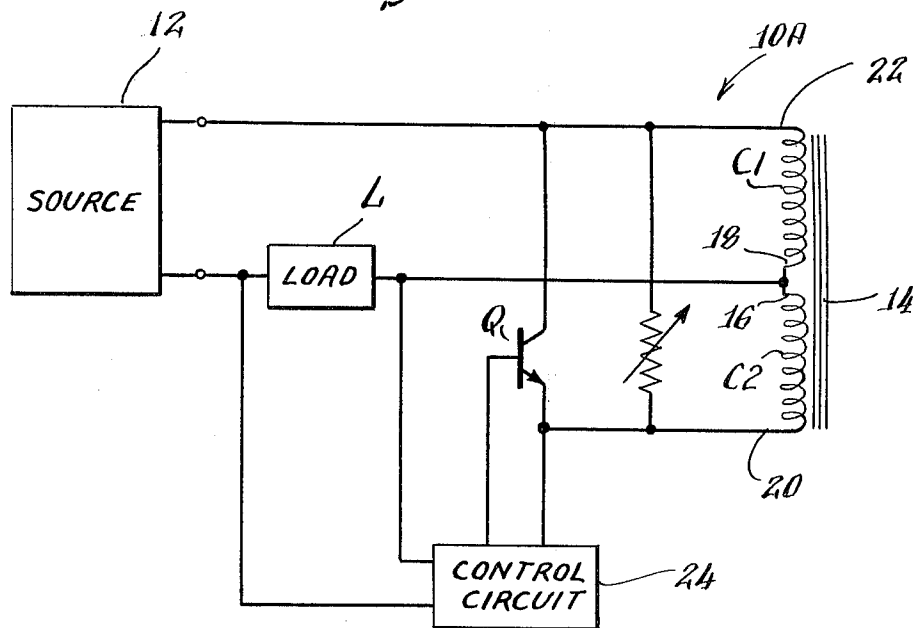 12
10A
22
SOURCE
C1
L
18
LOAD
16
14
Q1
C2
20
CONTROL
CIRCUIT
24